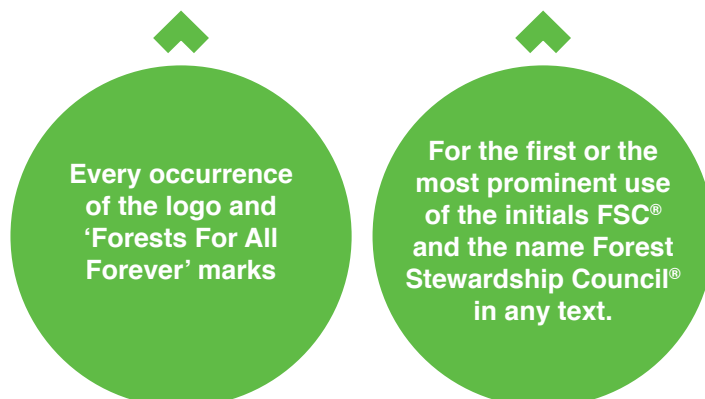 Every occurrence
of the logo and
‘Forests For All
Forever’ marks
For the first or the
most prominent use
of the initials FSC®
and the name Forest
Stewardship Council®
in any text.